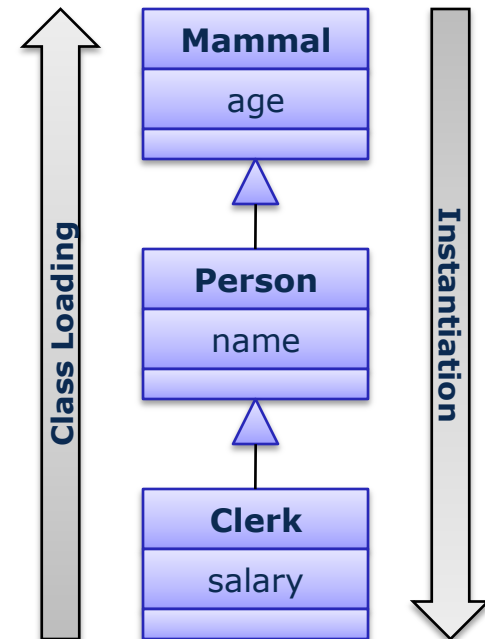 Class Loading
Mammal
age
Person
name
Clerk
salary
Instantiation